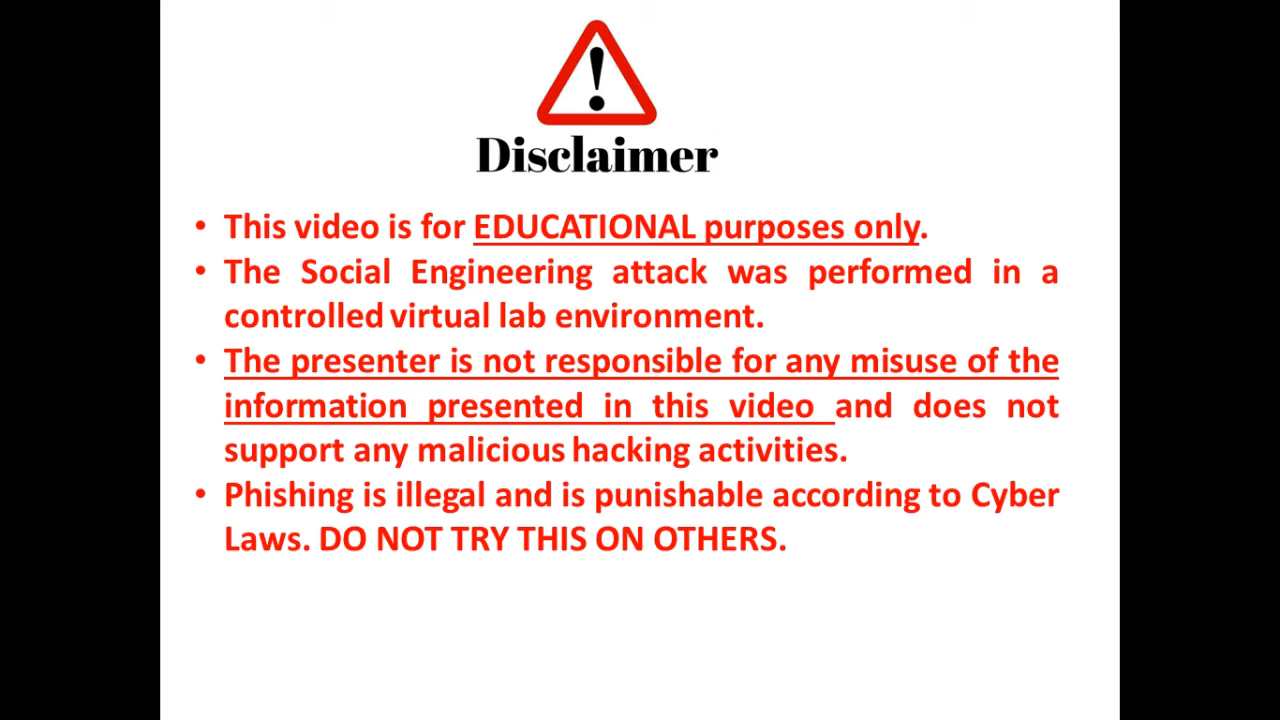 Disclaimer
• This video is for EDUCATIONAL purposes only.
• The Social Engineering attack was performed in a
controlled virtual lab environment.
• The presenter is not responsible for any misuse of the
information presented in this video and does not
support any malicious hacking activities.
• Phishing is illegal and is punishable according to Cyber
Laws. DO NOT TRY THIS ON OTHERS.